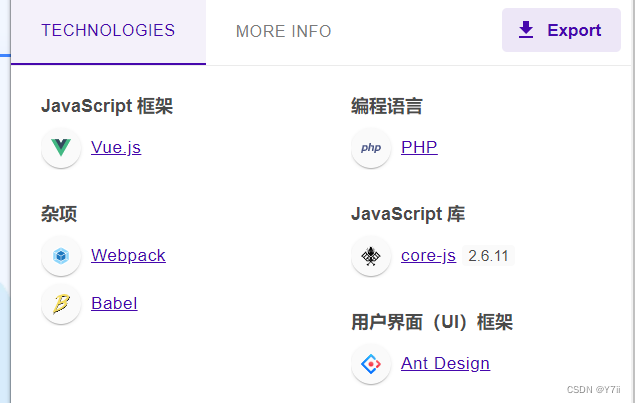 TECHNOLOGIES
MORE INFO
Export
JavaScript 框架
Vue.js
编程语言
php
PHP
杂项
Webpack
Babel
JavaScript 库
core-js 2.6.11
用户界面（UI）框架
Ant Design
CSDN @Y7ii